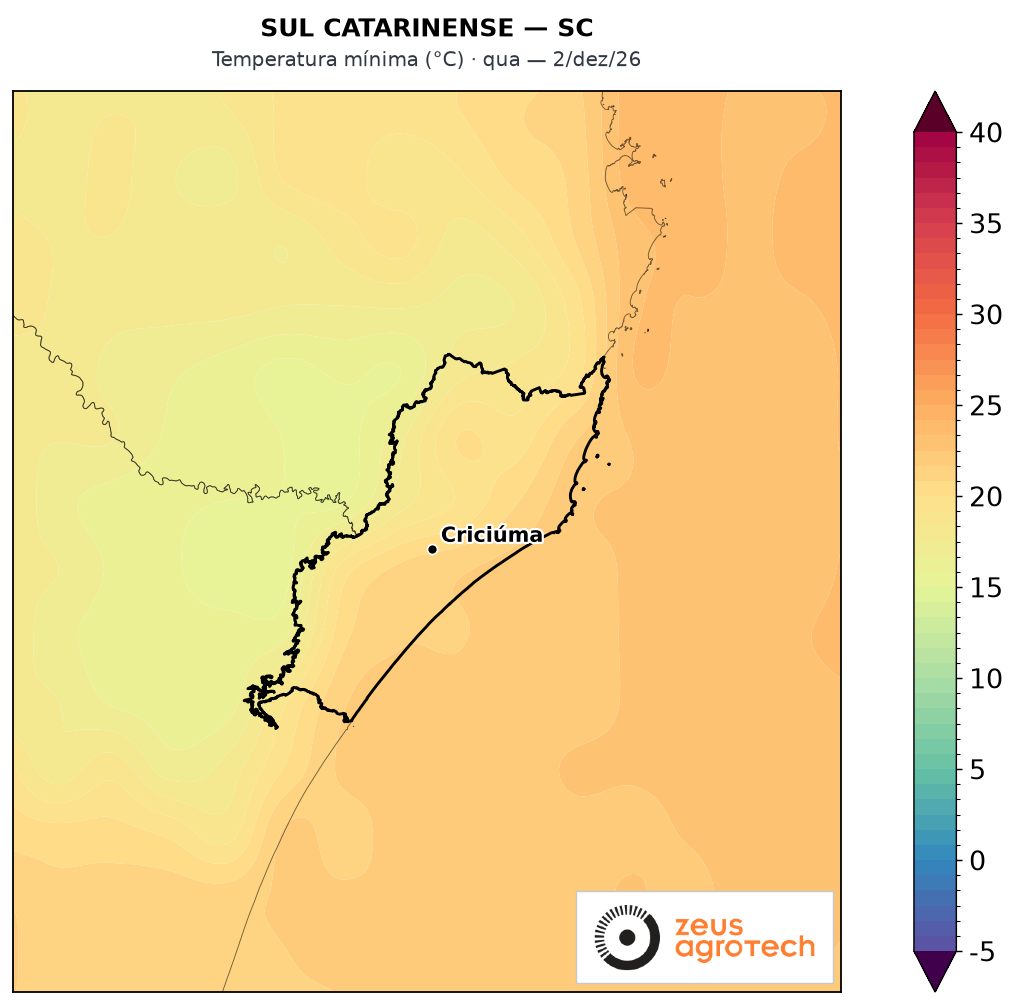 SUL CATARINENSE — SC
Temperatura mínima (°C) · qua — 2/dez/26
40
35
30
25
20
15
10
5
0
-5
Criciúma
zeus
agrotech